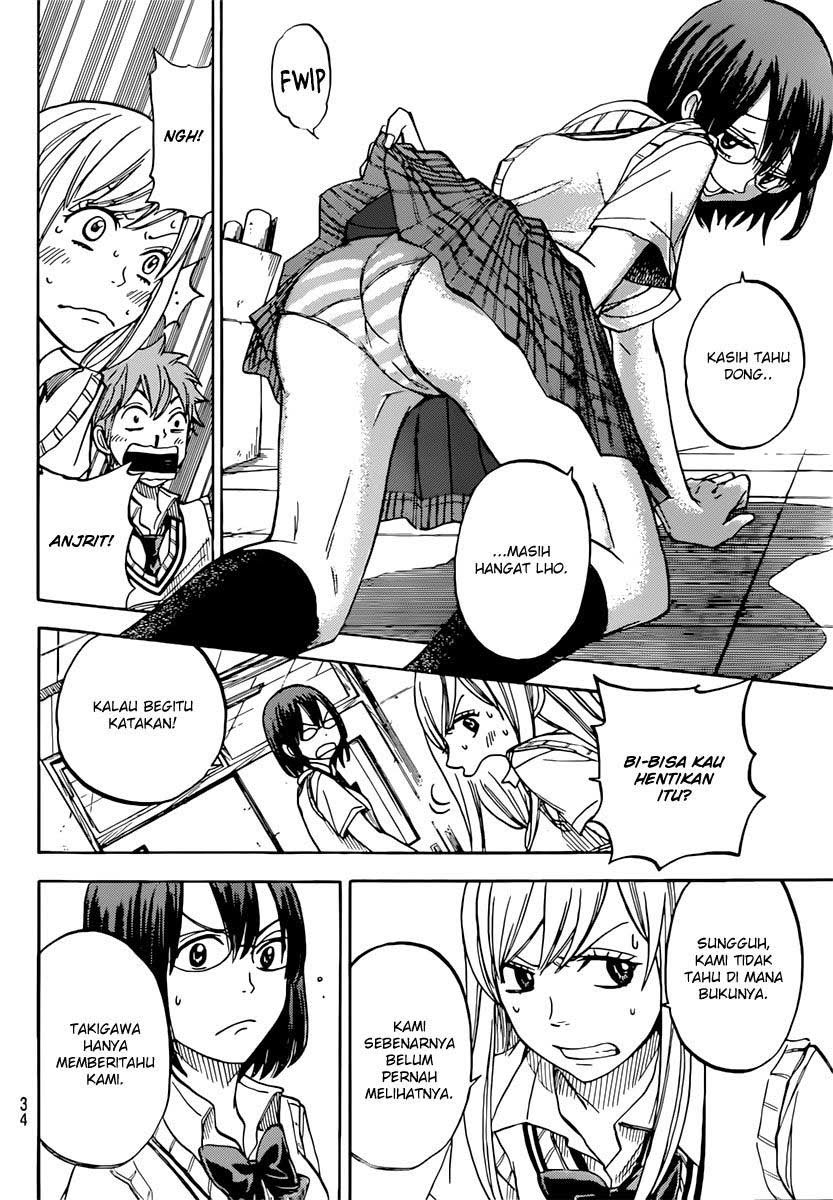 FWIP
KASIH TAHU
DONG..
...MASIH
HANGAT LHO.
NGH!
ANJRIT!
BI-BISA KAU
HENTIKAN
ITU?
KALAU BEGITU
KATAKAN!
SUNGGUH,
KAMI TIDAK
TAHU DI MANA
BUKUNYA.
KAMI
SEBENARNYA
BELUM
PERNAH
MELIHATNYA.
TAKIGAWA
HANYA
MEMBERITAHU
KAMI.
34